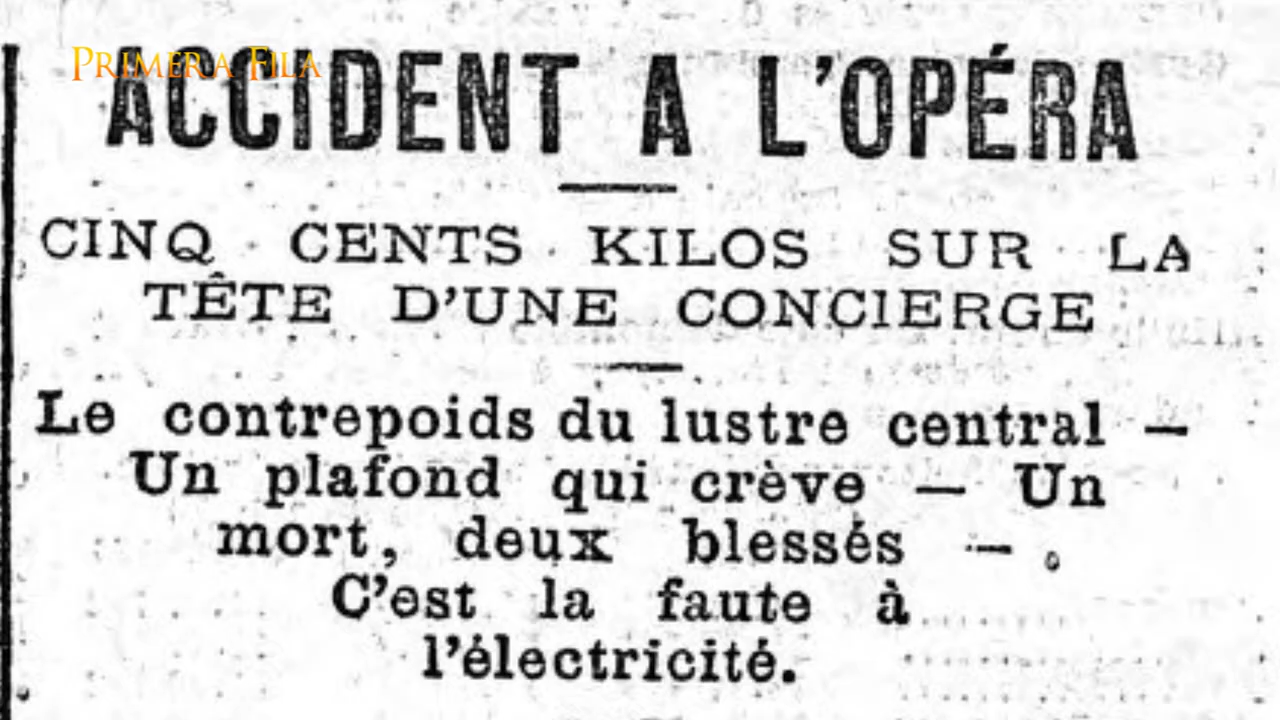 PRIMERA FILA
ACCIDENT A L'OPÉRA
CINQ CENTS KILOS SUR LA
TÊTE D'UNE CONCIERGE
Le contrepoids du lustre central —
Un plafond qui crève — Un
mort, deux blessés —
C'est la faute à
l'électricité.